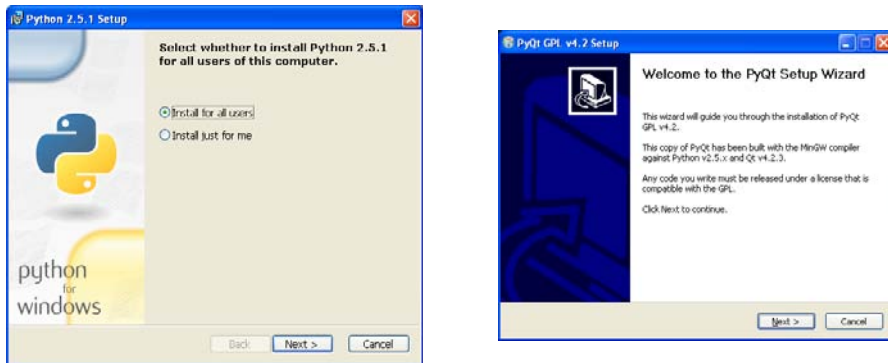 Python 2.5.1 Setup
Select whether to install Python 2.5.1
for all users of this computer.
Install for all users
Install just for me
python
for
windows
Back
Next >
Cancel
PyQt GPL v4.2 Setup
Welcome to the PyQt Setup Wizard
This wizard will guide you through the installation of PyQt
GPL v4.2.
This copy of PyQt has been built with the MinGW compiler
against Python v2.5.x and Qt v4.2.3.
Any code you write must be released under a license that is
compatible with the GPL.
Click Next to continue.
Next >
Cancel